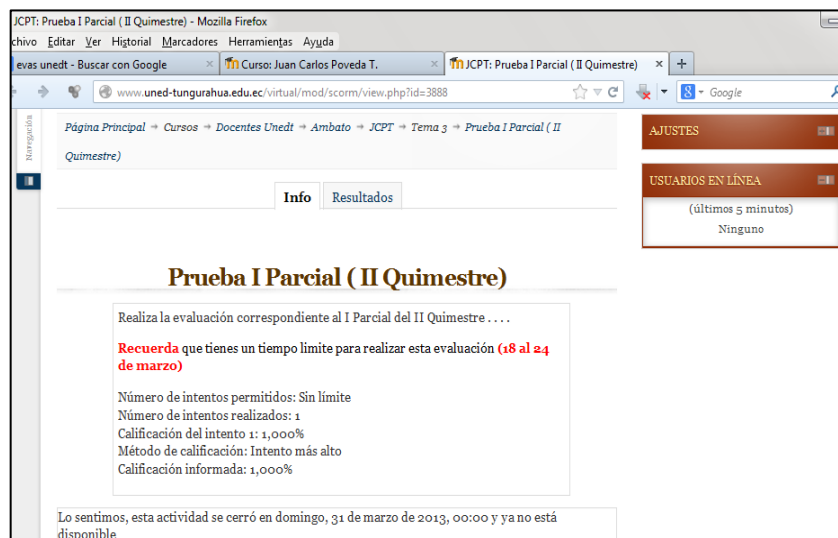 JCPT: Prueba I Parcial ( II Quimestre) - Mozilla Firefox
chivo Editar Ver Historial Marcadores Herramientas Ayuda
evas unedt - Buscar con Google × Curso: Juan Carlos Poveda T. × JCPT: Prueba I Parcial ( II Quimestre) × +
www.uned-tungurahua.edu.ec/virtual/mod/scorm/view.php?id=3888
Google
Navegación
Página Principal → Cursos → Docentes Unedt → Ambato → JCPT → Tema 3 → Prueba I Parcial ( II
Quimestre)
Info Resultados
Prueba I Parcial ( II Quimestre)
Realiza la evaluación correspondiente al I Parcial del II Quimestre . . . .
Recuerda que tienes un tiempo limite para realizar esta evaluación (18 al 24
de marzo)
Número de intentos permitidos: Sin límite
Número de intentos realizados: 1
Calificación del intento 1: 1,000%
Método de calificación: Intento más alto
Calificación informada: 1,000%
Lo sentimos, esta actividad se cerró en domingo, 31 de marzo de 2013, 00:00 y ya no está
disponible
AJUSTES
USUARIOS EN LÍNEA
(últimos 5 minutos)
Ninguno